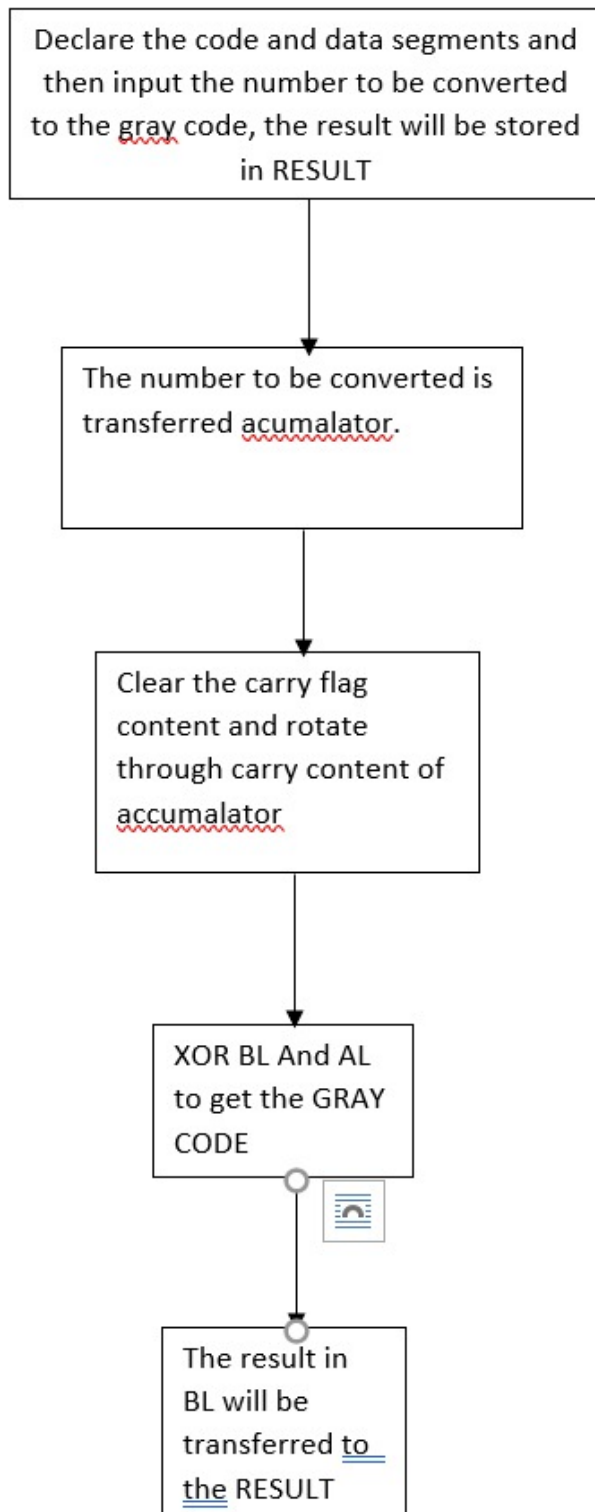 Declare the code and data segments and
then input the number to be converted
to the gray code, the result will be stored
in RESULT
The number to be converted is
transferred acumalator.
Clear the carry flag
content and rotate
through carry content of
accumalator
XOR BL And AL
to get the GRAY
CODE
The result in
BL will be
transferred to
the RESULT